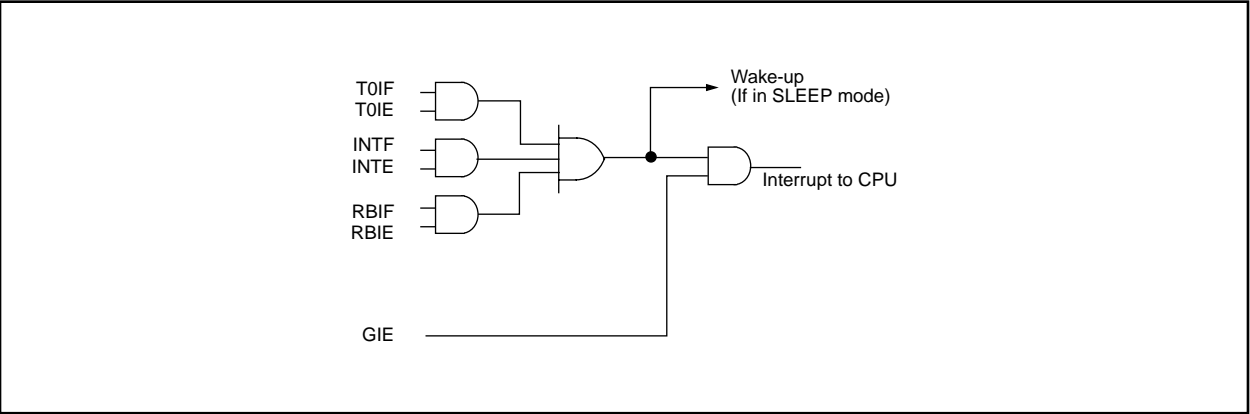 T0IF
T0IE
INTF
INTE
RBIF
RBIE
GIE
Wake-up
(If in SLEEP mode)
Interrupt to CPU